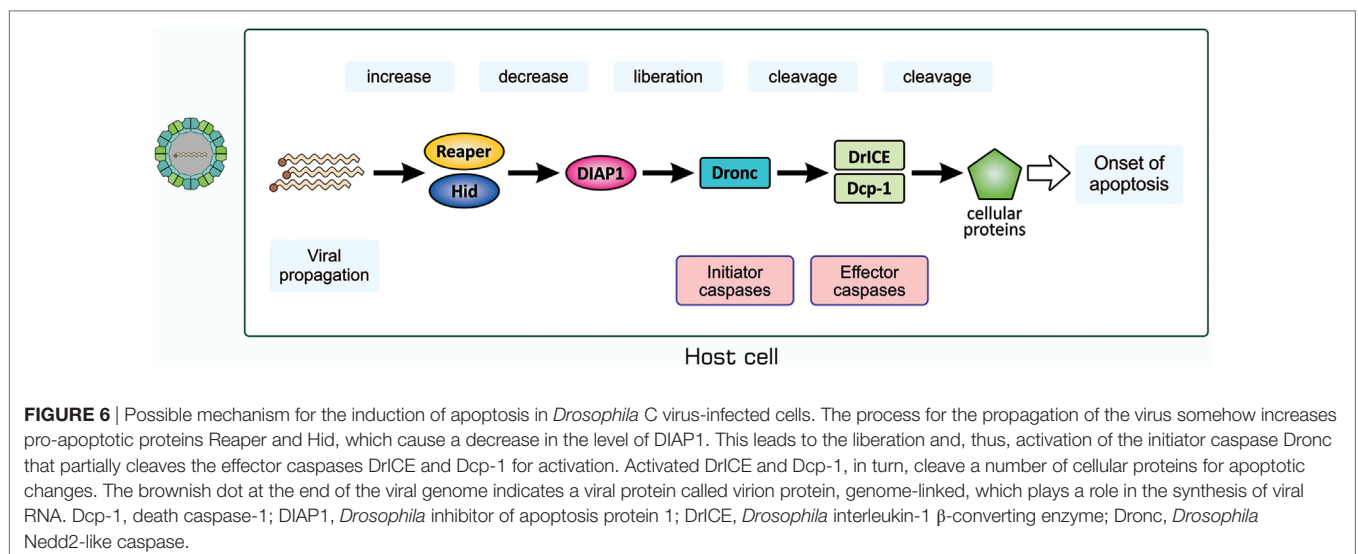 increase decrease liberation cleavage cleavage
Reaper
Hid
DIAP1
Dronc
DrICE
Dcp-1
cellular
proteins
Onset of
apoptosis
Viral
propagation
Initiator
caspases
Effector
caspases
Host cell
FIGURE 6 | Possible mechanism for the induction of apoptosis in Drosophila C virus-infected cells. The process for the propagation of the virus somehow increases
pro-apoptotic proteins Reaper and Hid, which cause a decrease in the level of DIAP1. This leads to the liberation and, thus, activation of the initiator caspase Dronc
that partially cleaves the effector caspases DrICE and Dcp-1 for activation. Activated DrICE and Dcp-1, in turn, cleave a number of cellular proteins for apoptotic
changes. The brownish dot at the end of the viral genome indicates a viral protein called virion protein, genome-linked, which plays a role in the synthesis of viral
RNA. Dcp-1, death caspase-1; DIAP1, Drosophila inhibitor of apoptosis protein 1; DrICE, Drosophila interleukin-1 β-converting enzyme; Dronc, Drosophila
Nedd2-like caspase.